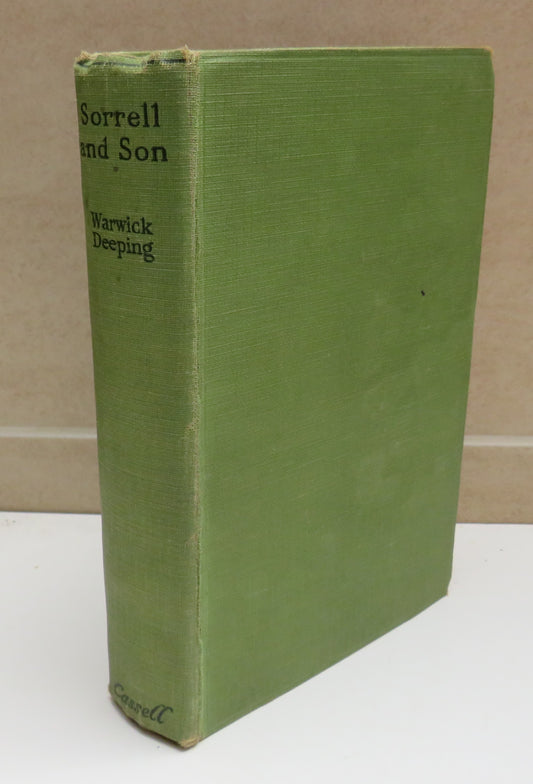 Sorrell
and Son
Warwick
Deeping
Cassell